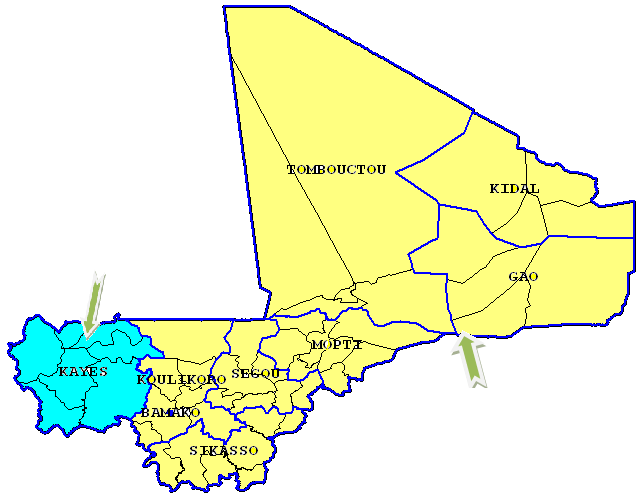 TOMBOUCTOU
KIDAL
GAO
MOPTI
KAYES
SEGOU
KOULIKORO
BAMAKO
SIKASSO